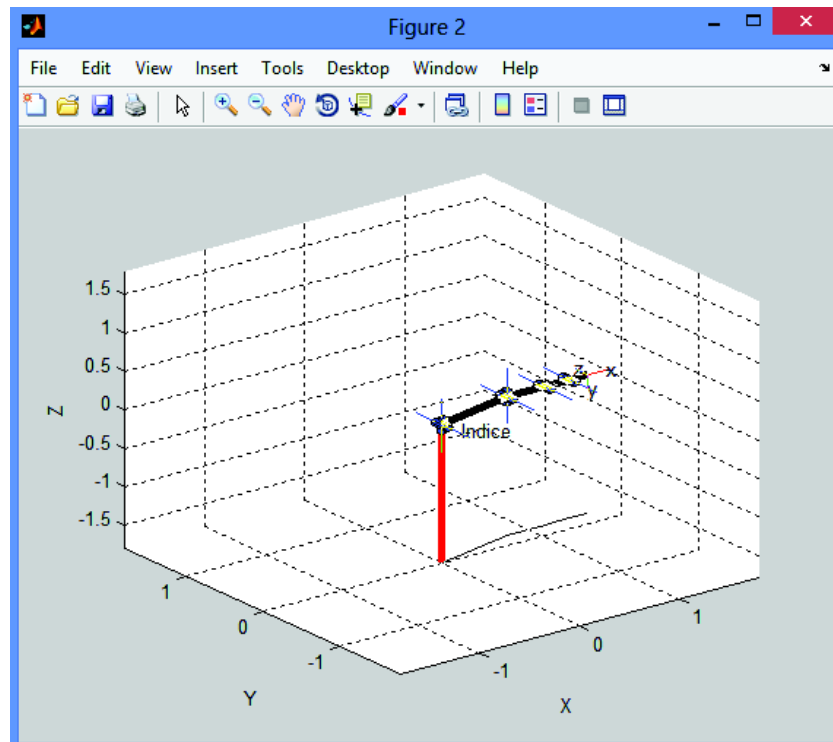 Figure 2
File Edit View Insert Tools Desktop Window Help
1.5
1
0.5
0
-0.5
-1
-1.5
Z
z
x
y
Indice
1
0
-1
Y
-1
0
1
X